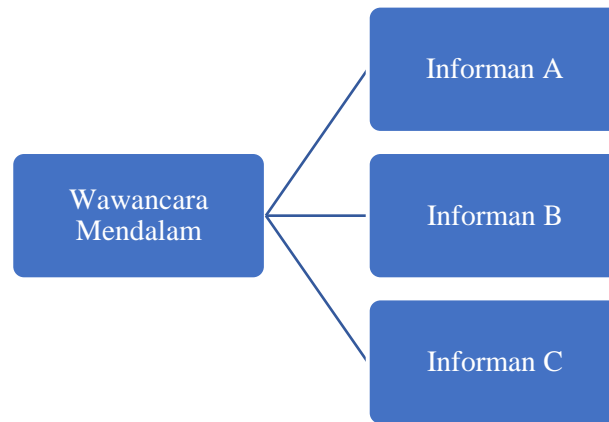 Wawancara
Mendalam
Informan A
Informan B
Informan C